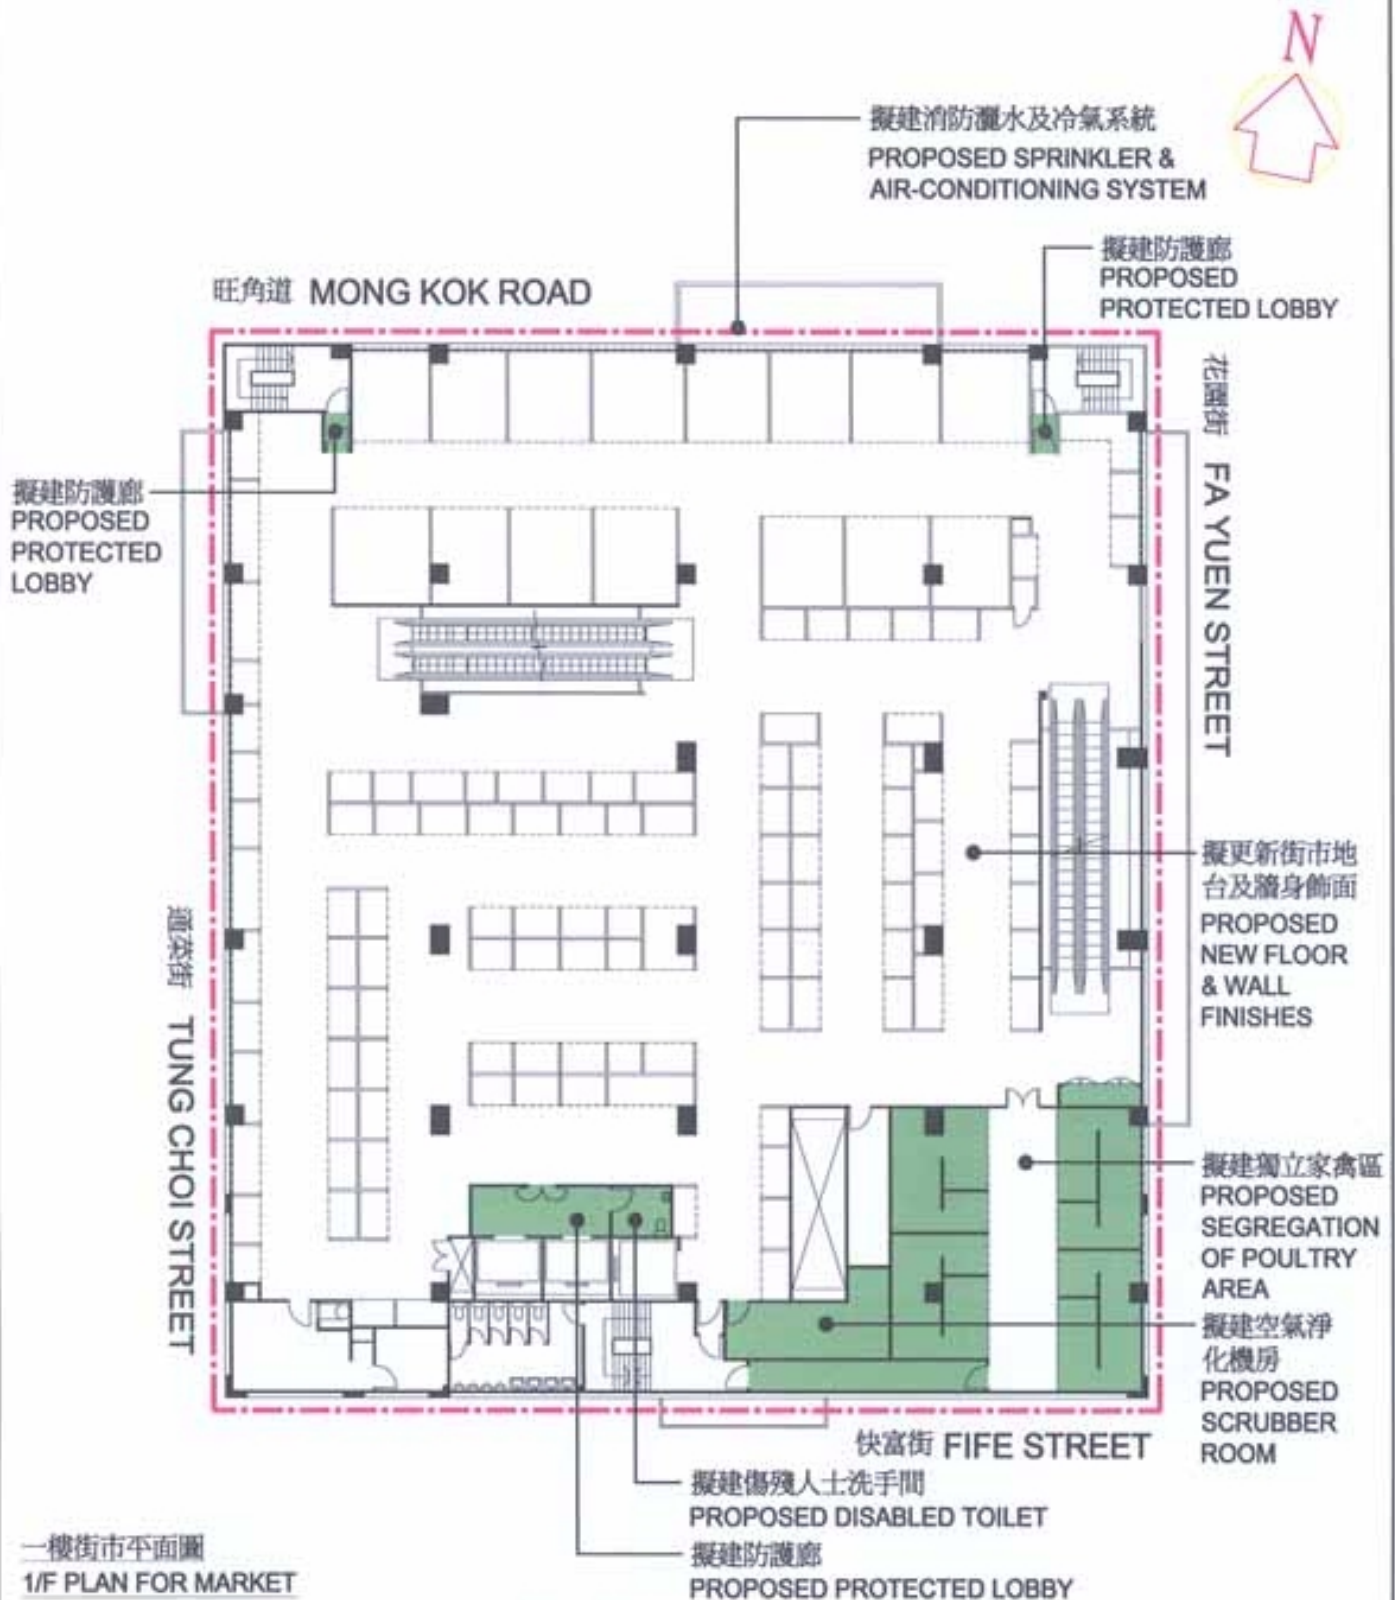 N
擬建消防灑水及冷氣系統
PROPOSED SPRINKLER &
AIR-CONDITIONING SYSTEM
擬建防護廊
PROPOSED
PROTECTED LOBBY
旺角道 MONG KOK ROAD
花園街 FA YUEN STREET
擬建防護廊
PROPOSED
PROTECTED
LOBBY
擬更新街市地
台及牆身飾面
PROPOSED
NEW FLOOR
& WALL
FINISHES
通菜街 TUNG CHOI STREET
擬建獨立家禽區
PROPOSED
SEGREGATION
OF POULTRY
AREA
擬建空氣淨
化機房
PROPOSED
SCRUBBER
ROOM
快富街 FIFE STREET
擬建傷殘人士洗手間
PROPOSED DISABLED TOILET
擬建防護廊
PROPOSED PROTECTED LOBBY
一樓街市平面圖
1/F PLAN FOR MARKET